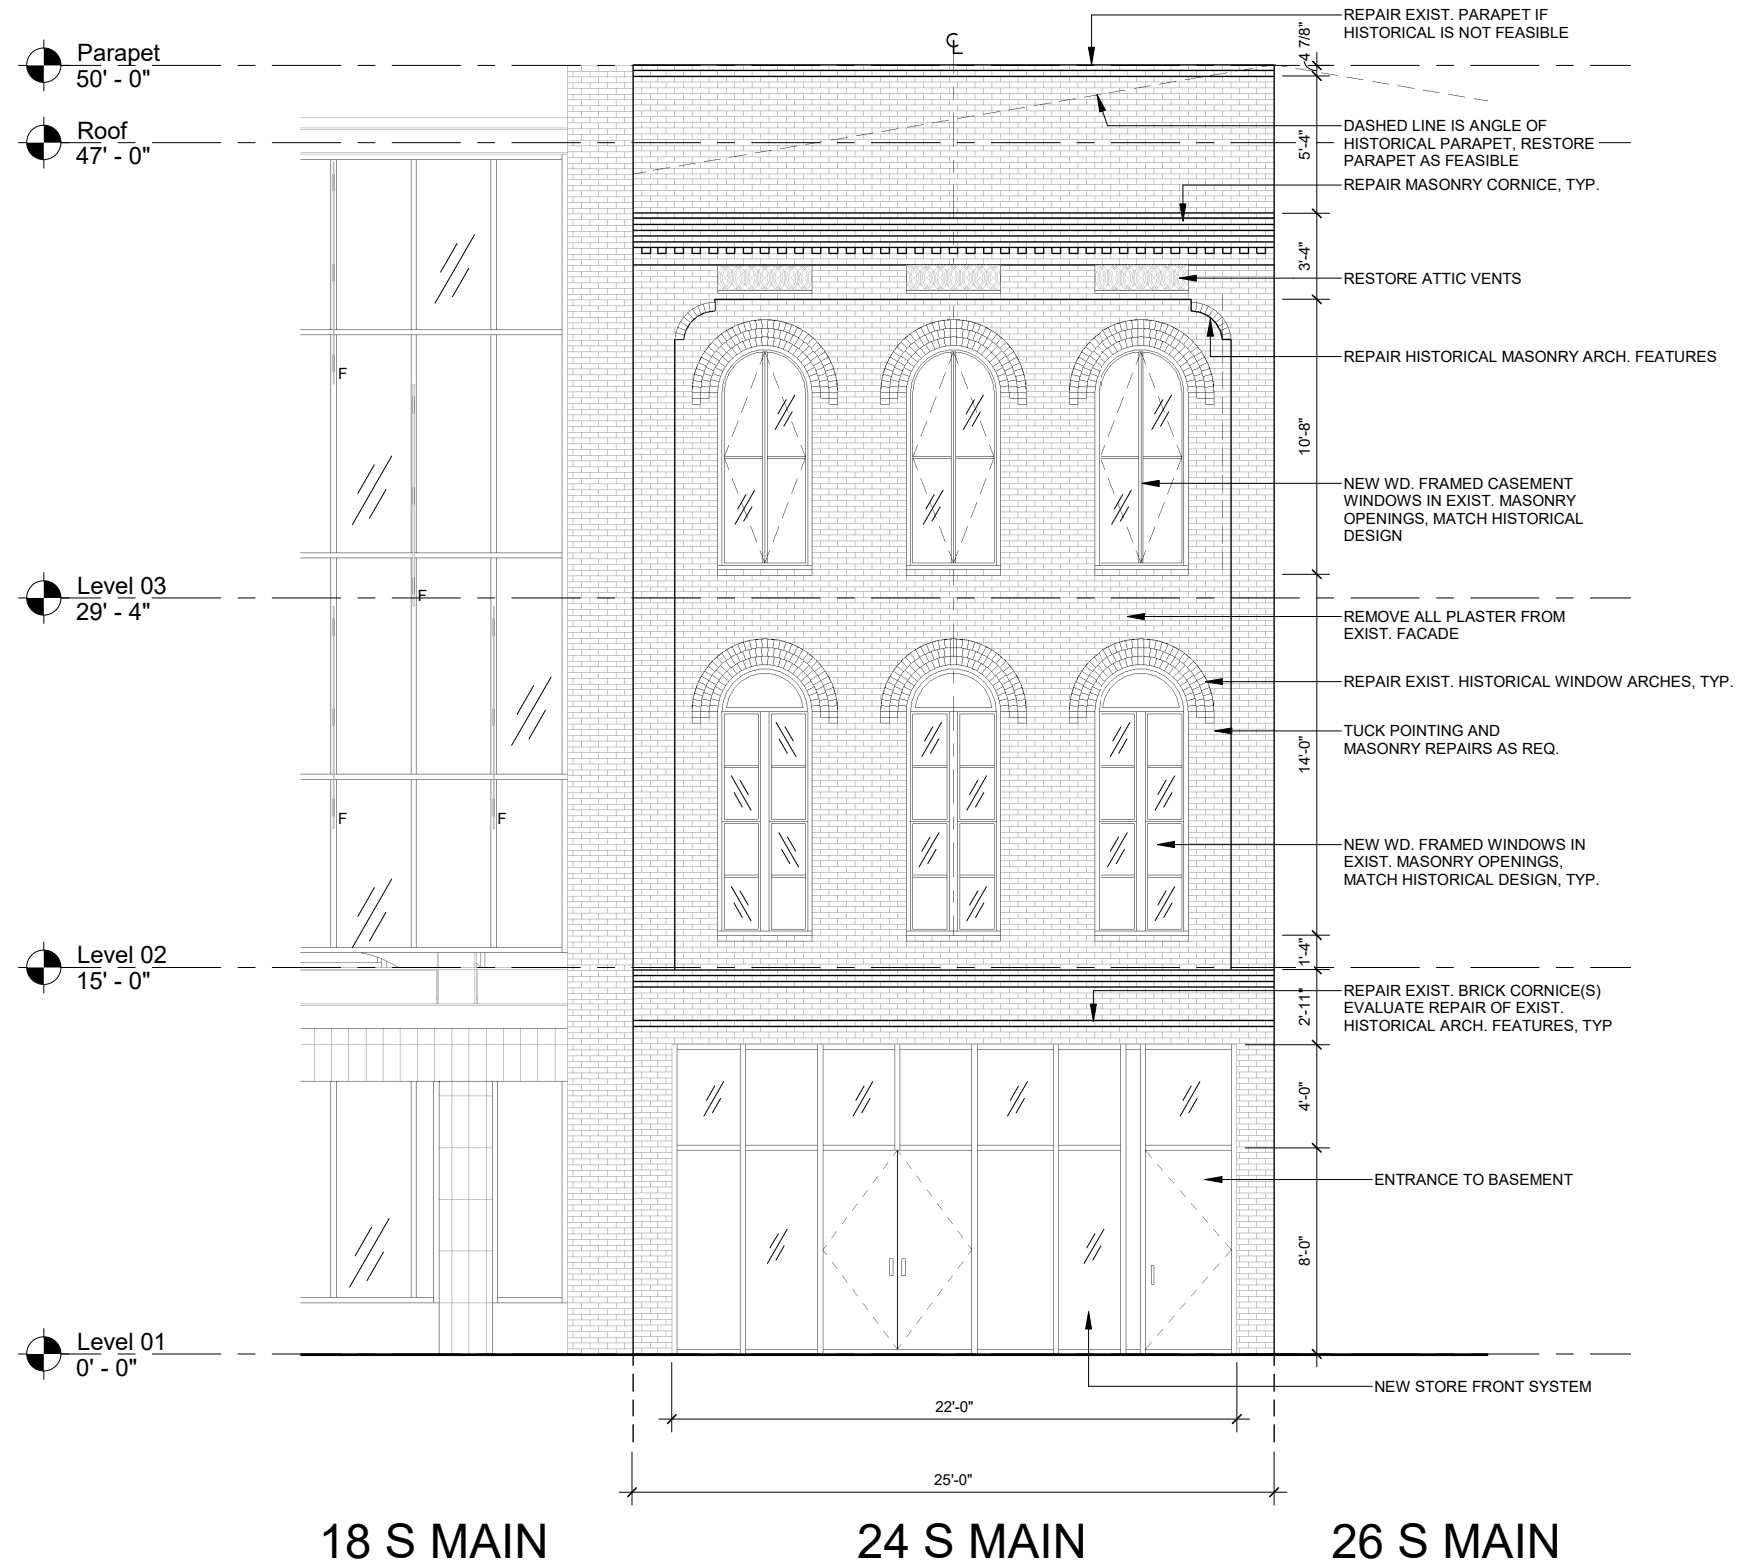 REPAIR EXIST. PARAPET IF
HISTORICAL IS NOT FEASIBLE
4 7/8"
Parapet
50' - 0"
DASHED LINE IS ANGLE OF
HISTORICAL PARAPET, RESTORE
PARAPET AS FEASIBLE
Roof
47' - 0"
5'-4"
REPAIR MASONRY CORNICE, TYP.
3'-4"
RESTORE ATTIC VENTS
REPAIR HISTORICAL MASONRY ARCH. FEATURES
F
10'-8"
NEW WD. FRAMED CASEMENT
WINDOWS IN EXIST. MASONRY
OPENINGS, MATCH HISTORICAL
DESIGN
Level 03
29' - 4"
F
REMOVE ALL PLASTER FROM
EXIST. FACADE
REPAIR EXIST. HISTORICAL WINDOW ARCHES, TYP.
TUCK POINTING AND
MASONRY REPAIRS AS REQ.
14'-0"
F
F
NEW WD. FRAMED WINDOWS IN
EXIST. MASONRY OPENINGS,
MATCH HISTORICAL DESIGN, TYP.
Level 02
15' - 0"
1'-4"
REPAIR EXIST. BRICK CORNICE(S)
EVALUATE REPAIR OF EXIST.
HISTORICAL ARCH. FEATURES, TYP
2'-11"
4'-0"
ENTRANCE TO BASEMENT
8'-0"
Level 01
0' - 0"
NEW STORE FRONT SYSTEM
22'-0"
25'-0"
18 S MAIN
24 S MAIN
26 S MAIN